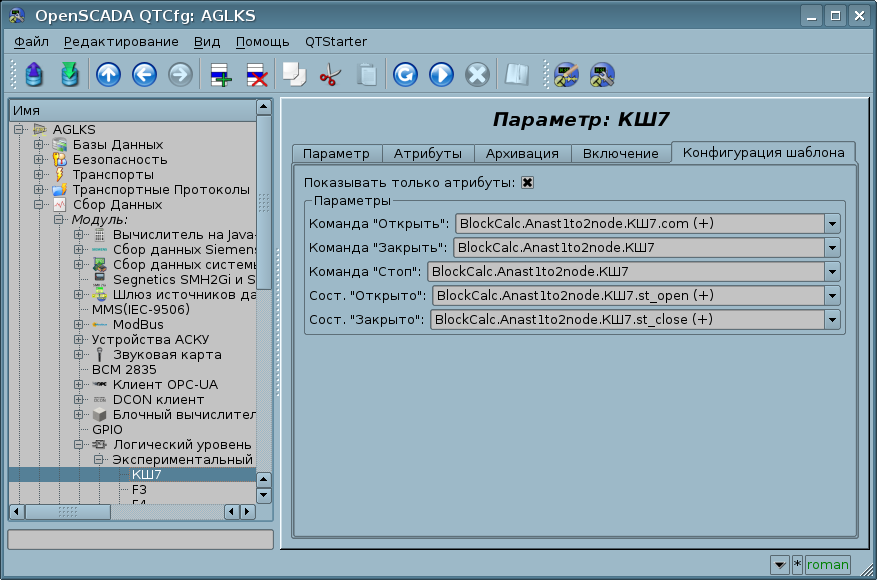 OpenSCADA QTCfg: AGLKS
Файл Редактирование Вид Помощь QTStarter
Имя
AGLKS
Базы Данных
Безопасность
Транспорты
Транспортные Протоколы
Сбор Данных
Модуль:
Вычислитель на Java-
Сбор данных Siemens
Сбор данных системы
Segnetics SMH2Gi и S
Шлюз источников да
MMS(IEC-9506)
ModBus
Устройства АСКУ
Звуковая карта
BCM 2835
Клиент OPC-UA
DCON клиент
Блочный вычислител
GPIO
Логический уровень
Экспериментальный
КШ7
F3
F4
Параметр: КШ7
Параметр Атрибуты Архивация Включение Конфигурация шаблона
Показывать только атрибуты:
Параметры
Команда "Открыть": BlockCalc.Anast1to2node.КШ7.com (+)
Команда "Закрыть": BlockCalc.Anast1to2node.КШ7
Команда "Стоп": BlockCalc.Anast1to2node.КШ7
Сост. "Открыто": BlockCalc.Anast1to2node.КШ7.st_open (+)
Сост. "Закрыто": BlockCalc.Anast1to2node.КШ7.st_close (+)
* roman